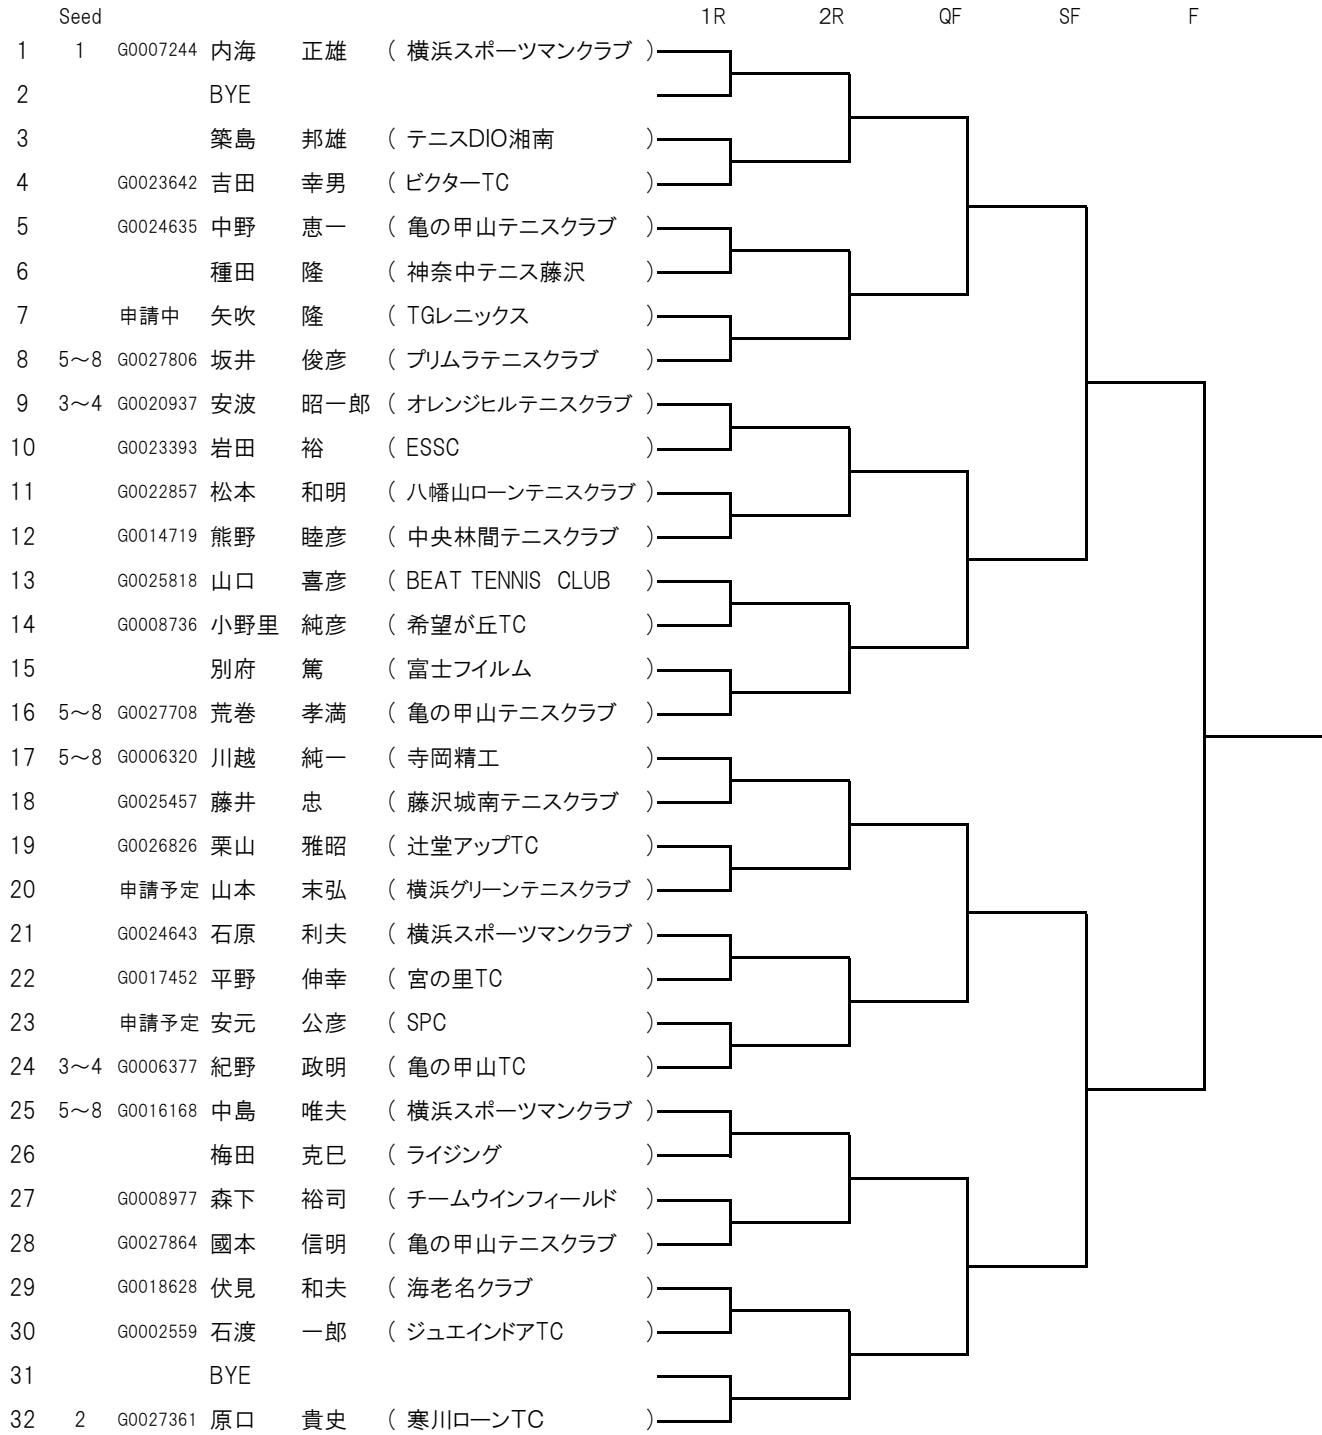 Seed 1R 2R QF SF F
1 1 G0007244 内海 正雄 ( 横浜スポーツマンクラブ )
2 BYE
3 築島 邦雄 ( テニスDIO湘南 )
4 G0023642 吉田 幸男 ( ビクターTC )
5 G0024635 中野 恵一 ( 亀の甲山テニスクラブ )
6 種田 隆 ( 神奈中テニス藤沢 )
7 申請中 矢吹 隆 ( TGレニックス )
8 5～8 G0027806 坂井 俊彦 ( プリムラテニスクラブ )
9 3～4 G0020937 安波 昭一郎 ( オレンジヒルテニスクラブ )
10 G0023393 岩田 裕 ( ESSC )
11 G0022857 松本 和明 ( 八幡山ローンテニスクラブ )
12 G0014719 熊野 睦彦 ( 中央林間テニスクラブ )
13 G0025818 山口 喜彦 ( BEAT TENNIS CLUB )
14 G0008736 小野里 純彦 ( 希望が丘TC )
15 別府 篤 ( 富士フイルム )
16 5～8 G0027708 荒巻 孝満 ( 亀の甲山テニスクラブ )
17 5～8 G0006320 川越 純一 ( 寺岡精工 )
18 G0025457 藤井 忠 ( 藤沢城南テニスクラブ )
19 G0026826 栗山 雅昭 ( 辻堂アップTC )
20 申請予定 山本 末弘 ( 横浜グリーンテニスクラブ )
21 G0024643 石原 利夫 ( 横浜スポーツマンクラブ )
22 G0017452 平野 伸幸 ( 宮の里TC )
23 申請予定 安元 公彦 ( SPC )
24 3～4 G0006377 紀野 政明 ( 亀の甲山TC )
25 5～8 G0016168 中島 唯夫 ( 横浜スポーツマンクラブ )
26 梅田 克巳 ( ライジング )
27 G0008977 森下 裕司 ( チームウインフィールド )
28 G0027864 國本 信明 ( 亀の甲山テニスクラブ )
29 G0018628 伏見 和夫 ( 海老名クラブ )
30 G0002559 石渡 一郎 ( ジュエインドアTC )
31 BYE
32 2 G0027361 原口 貴史 ( 寒川ローンTC )